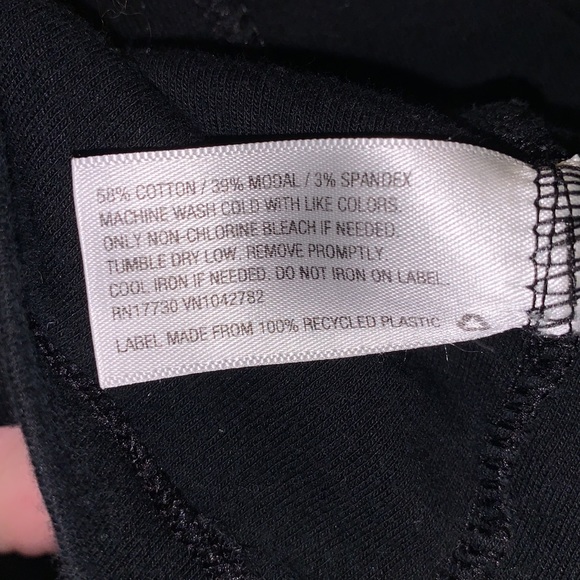 58% COTTON / 39% MODAL / 3% SPANDEX
MACHINE WASH COLD WITH LIKE COLORS.
ONLY NON-CHLORINE BLEACH IF NEEDED.
TUMBLE DRY LOW. REMOVE PROMPTLY.
COOL IRON IF NEEDED. DO NOT IRON ON LABEL.
RN17730 VN1042782
LABEL MADE FROM 100% RECYCLED PLASTIC